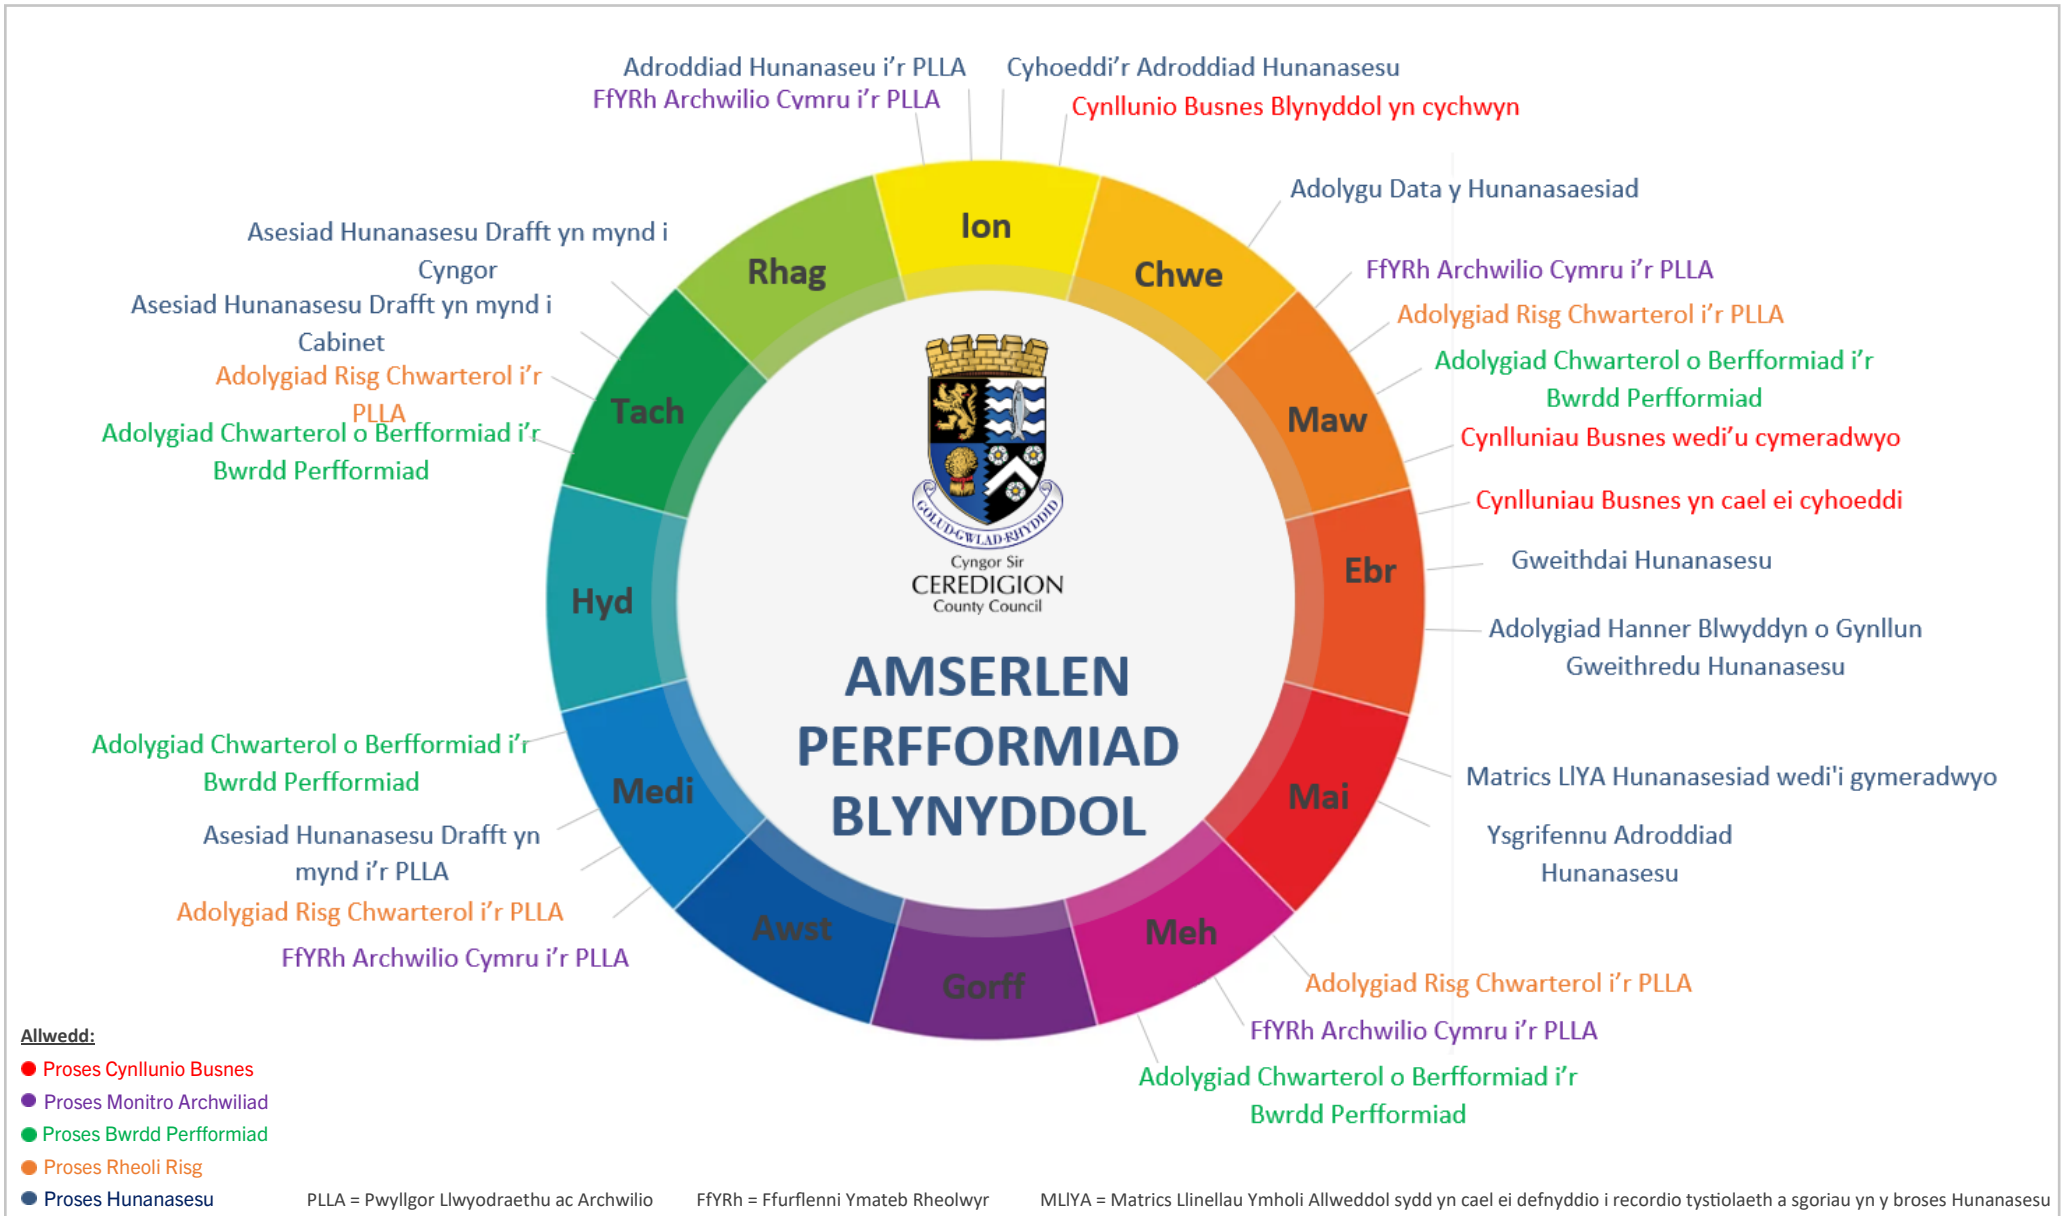 Adroddiad Hunanaseu i’r PLLA
FfYRh Archwilio Cymru i’r PLLA
Cyhoeddi’r Adroddiad Hunanasesu
Cynllunio Busnes Blynyddol yn cychwyn
Adolygu Data y Hunanasaesiad
FfYRh Archwilio Cymru i’r PLLA
Adolygiad Risg Chwarterol i’r PLLA
Adolygiad Chwarterol o Berfformiad i’r
Bwrdd Perfformiad
Cynlluniau Busnes wedi’u cymeradwyo
Cynlluniau Busnes yn cael ei cyhoeddi
Gweithdai Hunanasesu
Adolygiad Hanner Blwyddyn o Gynllun
Gweithredu Hunanasesu
Matrics LlYA Hunanasesiad wedi'i gymeradwyo
Ysgrifennu Adroddiad
Hunanasesu
Adolygiad Risg Chwarterol i’r PLLA
FfYRh Archwilio Cymru i’r PLLA
Adolygiad Chwarterol o Berfformiad i’r
Bwrdd Perfformiad
Asesiad Hunanasesu Drafft yn mynd i
Cyngor
Asesiad Hunanasesu Drafft yn mynd i
Cabinet
Adolygiad Risg Chwarterol i’r
PLLA
Adolygiad Chwarterol o Berfformiad i’r
Bwrdd Perfformiad
Adolygiad Chwarterol o Berfformiad i’r
Bwrdd Perfformiad
Asesiad Hunanasesu Drafft yn
mynd i’r PLLA
Adolygiad Risg Chwarterol i’r PLLA
FfYRh Archwilio Cymru i’r PLLA
Ion
Chwe
Maw
Ebr
Mai
Meh
Gorff
Awst
Medi
Hyd
Tach
Rhag
GOLUD·GWLAD·RHYDDID
Cyngor Sir
CEREDIGION
County Council
AMSERLEN
PERFFORMIAD
BLYNYDDOL
Allwedd:
Proses Cynllunio Busnes
Proses Monitro Archwiliad
Proses Bwrdd Perfformiad
Proses Rheoli Risg
Proses Hunanasesu
PLLA = Pwyllgor Llwyodraethu ac Archwilio
FfYRh = Ffurflenni Ymateb Rheolwyr
MLlYA = Matrics Llinellau Ymholi Allweddol sydd yn cael ei defnyddio i recordio tystiolaeth a sgoriau yn y broses Hunanasesu